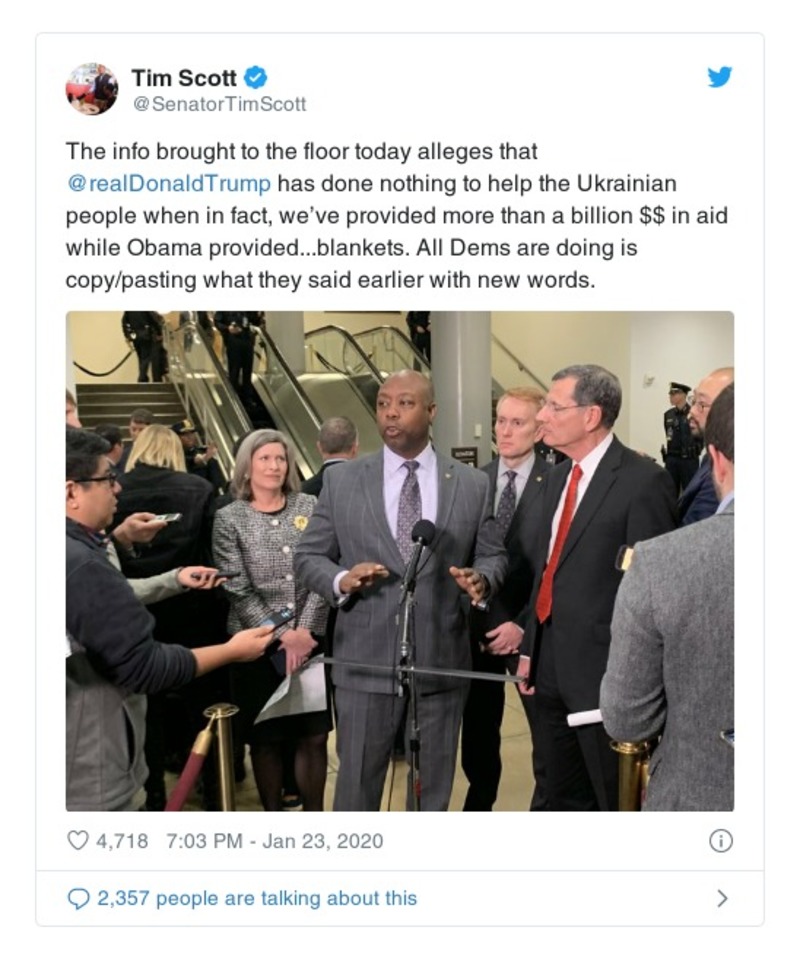 Tim Scott
@SenatorTimScott
The info brought to the floor today alleges that
@realDonaldTrump has done nothing to help the Ukrainian
people when in fact, we’ve provided more than a billion $$ in aid
while Obama provided...blankets. All Dems are doing is
copy/pasting what they said earlier with new words.
4,718 7:03 PM - Jan 23, 2020
2,357 people are talking about this